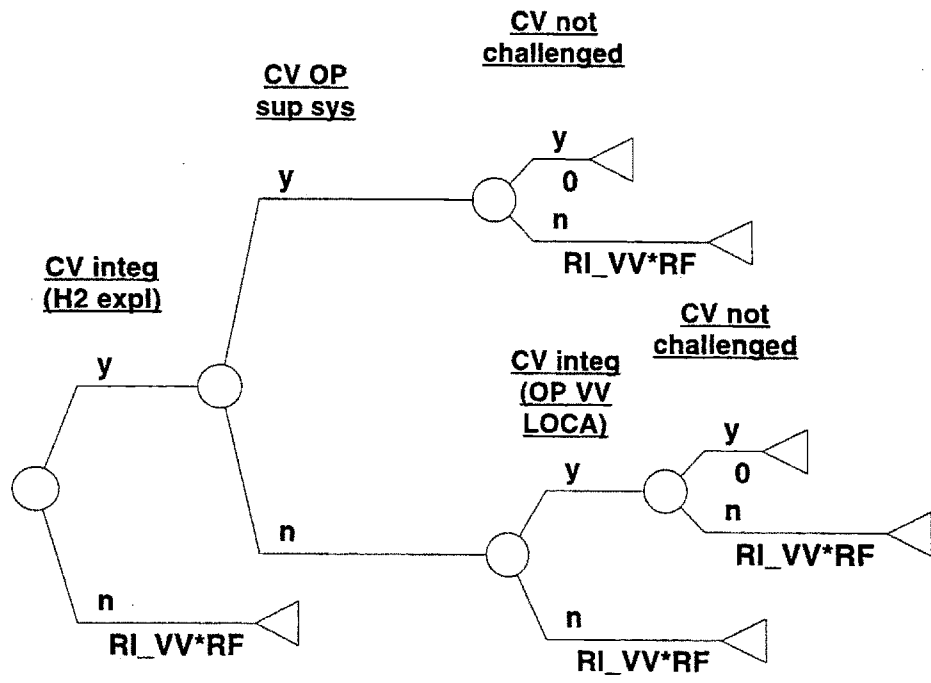 CV not
challenged
CV OP
sup sys
y
0
y
n
RI_VV*RF
CV integ
(H2 expl)
CV not
challenged
CV integ
(OP VV
LOCA)
y
y
0
y
n
n
RI_VV*RF
n
n
RI_VV*RF
RI_VV*RF